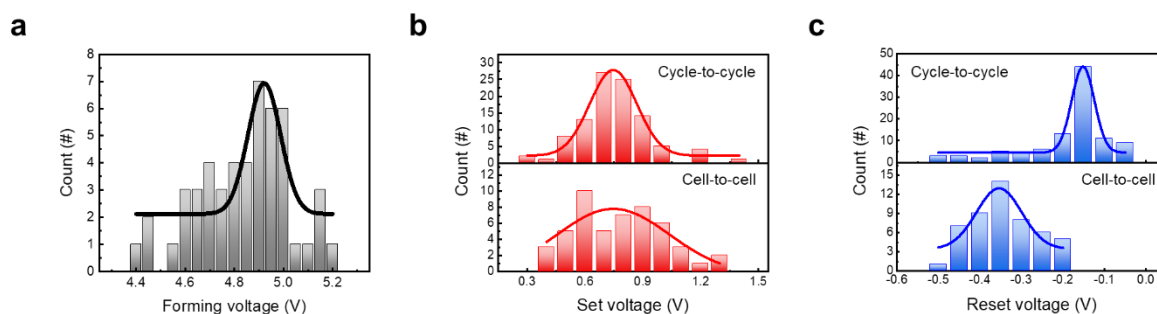 a
8
7
6
5
4
3
2
1
0
Count (#)
4.4 4.6 4.8 5.0 5.2
Forming voltage (V)
b
30
25
20
15
10
5
0
Cycle-to-cycle
12
10
8
6
4
2
0
Cell-to-cell
Count (#)
0.3 0.6 0.9 1.2 1.5
Set voltage (V)
c
50
40
30
20
10
0
Cycle-to-cycle
15
12
9
6
3
0
Cell-to-cell
Count (#)
-0.6 -0.5 -0.4 -0.3 -0.2 -0.1 0.0
Reset voltage (V)